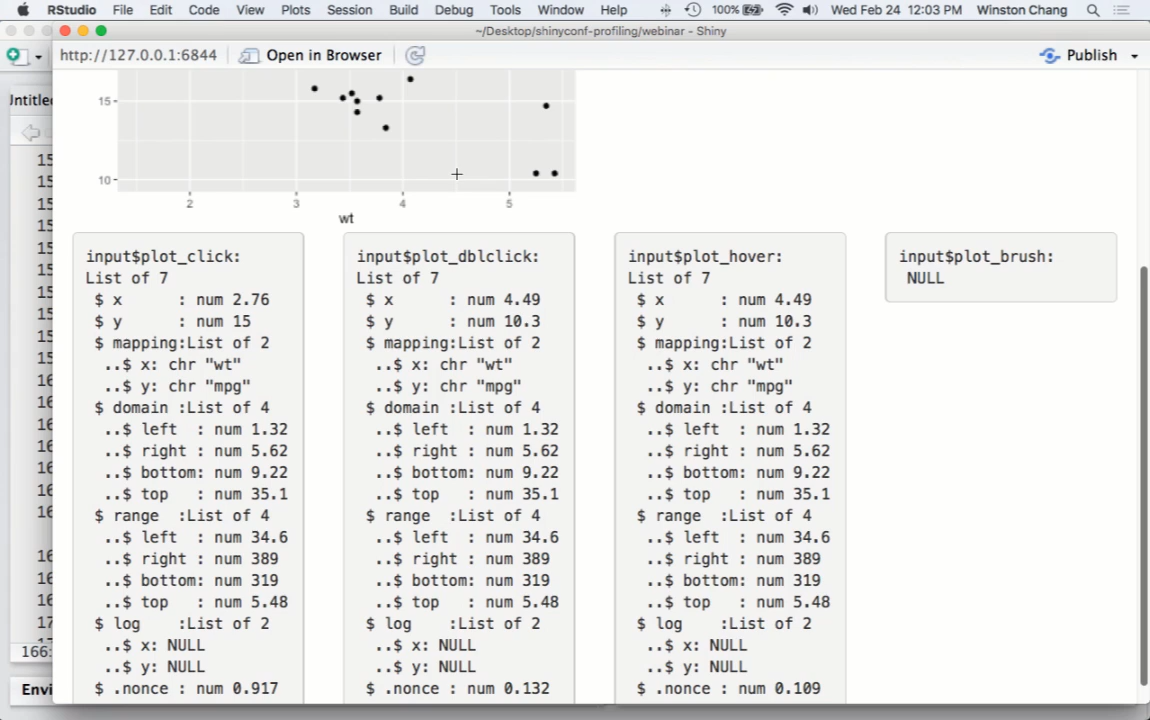 RStudio File Edit Code View Plots Session Build Debug Tools Window Help 100% Wed Feb 24 12:03 PM Winston Chang
~/Desktop/shinyconf-profiling/webinar - Shiny
http://127.0.0.1:6844 Open in Browser Publish
15
10
2 3 4 5
wt
input$plot_click:
List of 7
$ x : num 2.76
$ y : num 15
$ mapping:List of 2
..$ x: chr "wt"
..$ y: chr "mpg"
$ domain :List of 4
..$ left : num 1.32
..$ right : num 5.62
..$ bottom: num 9.22
..$ top : num 35.1
$ range :List of 4
..$ left : num 34.6
..$ right : num 389
..$ bottom: num 319
..$ top : num 5.48
$ log :List of 2
..$ x: NULL
..$ y: NULL
$ .nonce : num 0.917
input$plot_dblclick:
List of 7
$ x : num 4.49
$ y : num 10.3
$ mapping:List of 2
..$ x: chr "wt"
..$ y: chr "mpg"
$ domain :List of 4
..$ left : num 1.32
..$ right : num 5.62
..$ bottom: num 9.22
..$ top : num 35.1
$ range :List of 4
..$ left : num 34.6
..$ right : num 389
..$ bottom: num 319
..$ top : num 5.48
$ log :List of 2
..$ x: NULL
..$ y: NULL
$ .nonce : num 0.132
input$plot_hover:
List of 7
$ x : num 4.49
$ y : num 10.3
$ mapping:List of 2
..$ x: chr "wt"
..$ y: chr "mpg"
$ domain :List of 4
..$ left : num 1.32
..$ right : num 5.62
..$ bottom: num 9.22
..$ top : num 35.1
$ range :List of 4
..$ left : num 34.6
..$ right : num 389
..$ bottom: num 319
..$ top : num 5.48
$ log :List of 2
..$ x: NULL
..$ y: NULL
$ .nonce : num 0.109
input$plot_brush:
NULL